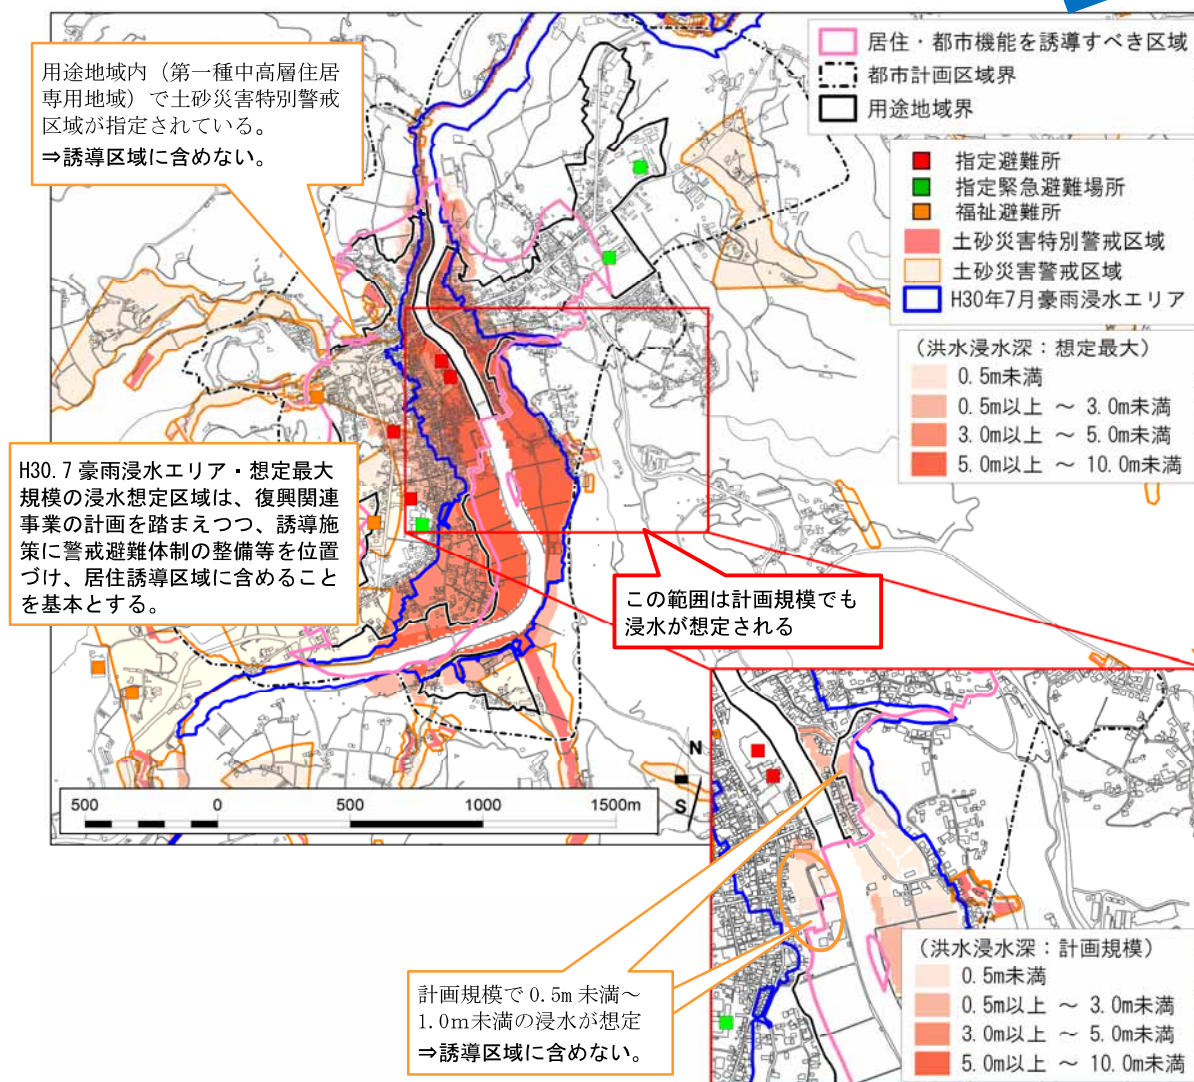 用途地域内（第一種中高層住居
専用地域）で土砂災害特別警戒
区域が指定されている。
⇒誘導区域に含めない。
居住・都市機能を誘導すべき区域
都市計画区域界
用途地域界
指定避難所
指定緊急避難場所
福祉避難所
土砂災害特別警戒区域
土砂災害警戒区域
H30年7月豪雨浸水エリア
（洪水浸水深：想定最大）
0.5m未満
0.5m以上 ～ 3.0m未満
3.0m以上 ～ 5.0m未満
5.0m以上 ～ 10.0m未満
H30.7豪雨浸水エリア・想定最大
規模の浸水想定区域は、復興関連
事業の計画を踏まえつつ、誘導施
策に警戒避難体制の整備等を位置
づけ、居住誘導区域に含めること
を基本とする。
この範囲は計画規模でも
浸水が想定される
N
S
500 0 500 1000 1500m
計画規模で0.5m未満～
1.0m未満の浸水が想定
⇒誘導区域に含めない。
（洪水浸水深：計画規模）
0.5m未満
0.5m以上 ～ 3.0m未満
3.0m以上 ～ 5.0m未満
5.0m以上 ～ 10.0m未満